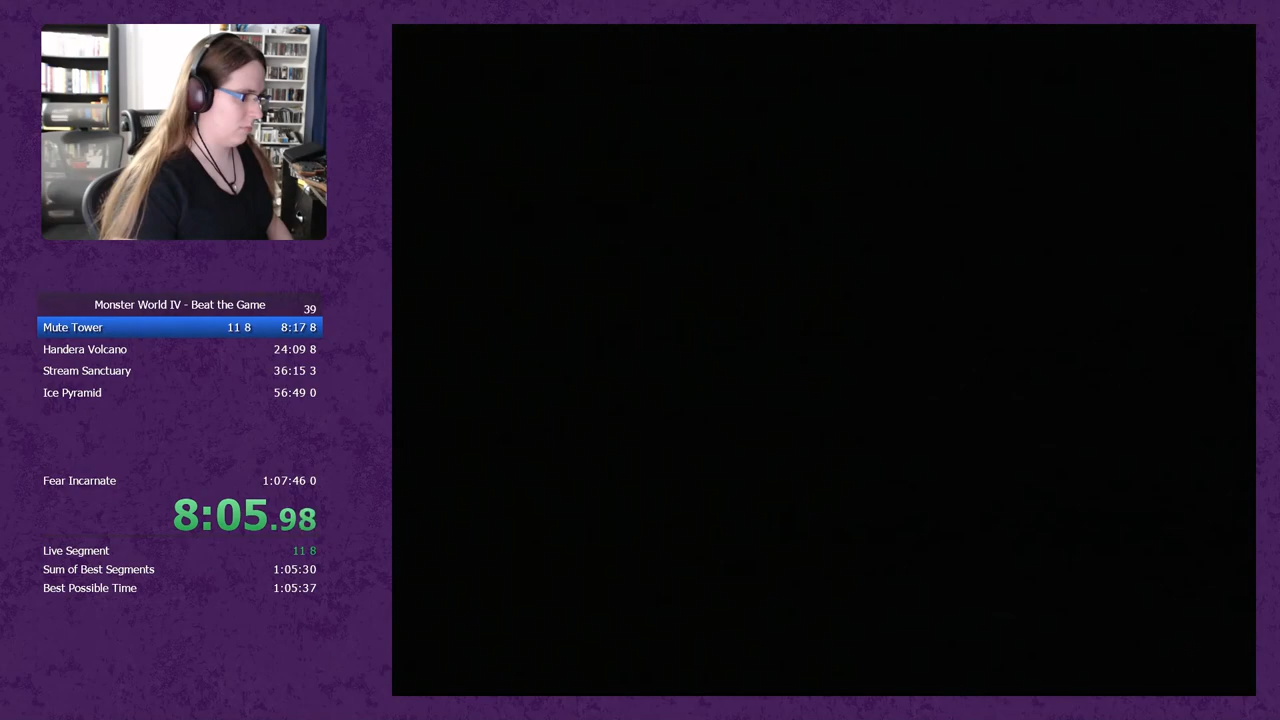 Monster World IV - Beat the Game
39
Mute Tower 11 8 8:17 8
Handera Volcano 24:09 8
Stream Sanctuary 36:15 3
Ice Pyramid 56:49 0
Fear Incarnate 1:07:46 0
8:05.98
Live Segment 11 8
Sum of Best Segments 1:05:30
Best Possible Time 1:05:37